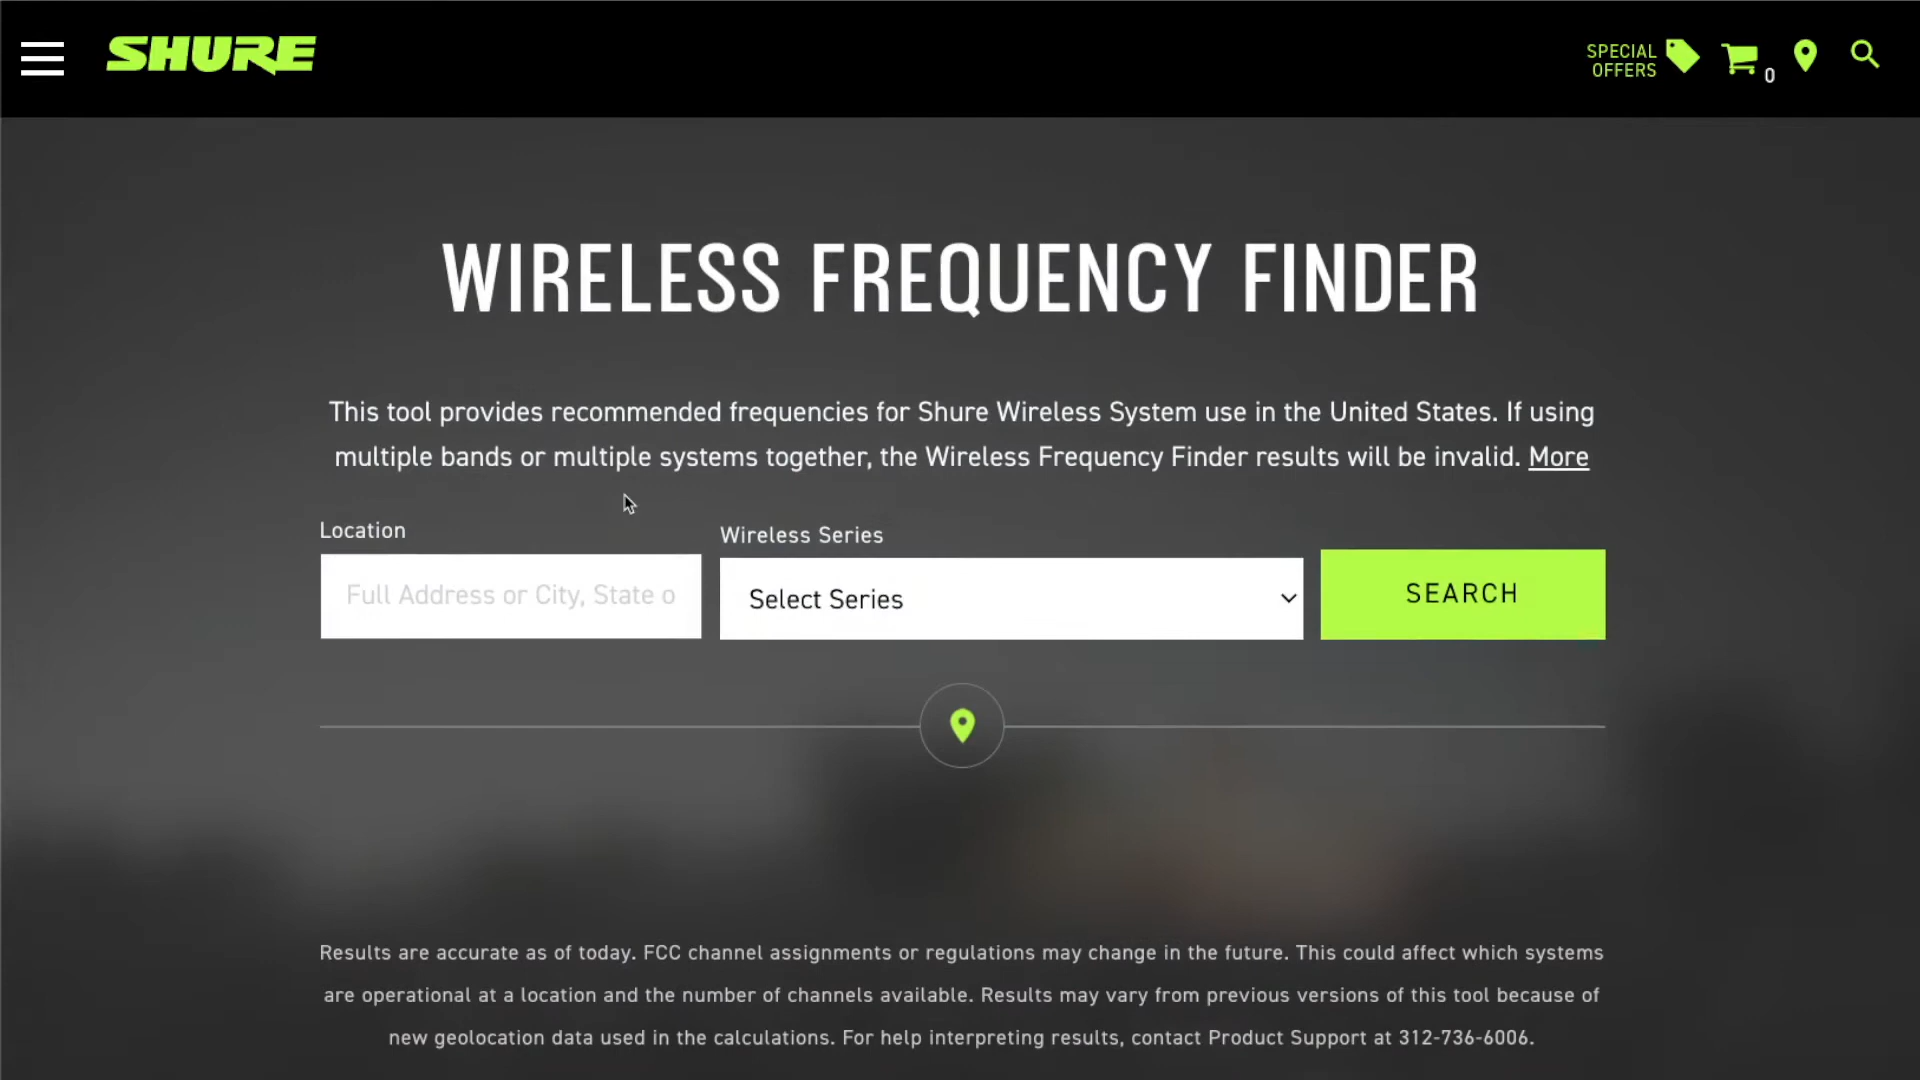 SHURE
SPECIAL
OFFERS
0
WIRELESS FREQUENCY FINDER
This tool provides recommended frequencies for Shure Wireless System use in the United States. If using
multiple bands or multiple systems together, the Wireless Frequency Finder results will be invalid. More
Location
Wireless Series
Full Address or City, State o
Select Series
SEARCH
Results are accurate as of today. FCC channel assignments or regulations may change in the future. This could affect which systems
are operational at a location and the number of channels available. Results may vary from previous versions of this tool because of
new geolocation data used in the calculations. For help interpreting results, contact Product Support at 312-736-6006.